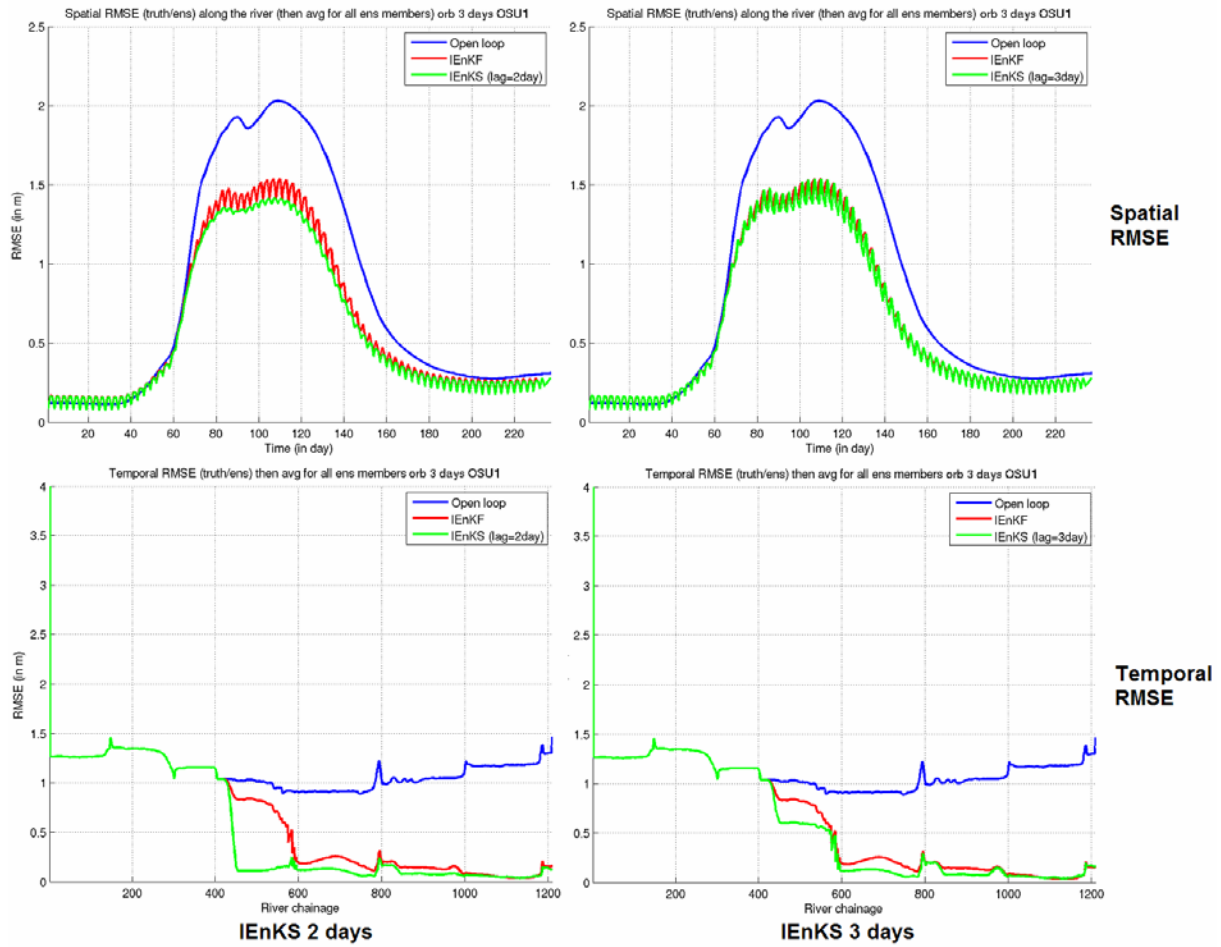 Spatial RMSE (truth/ens) along the river (then avg for all ens members) orb 3 days OSU1
2.5
2
1.5
1
0.5
0
RMSE (in m)
Open loop
IEnKF
IEnKS (lag=2day)
20 40 60 80 100 120 140 160 180 200 220
Time (in day)
Spatial RMSE (truth/ens) along the river (then avg for all ens members) orb 3 days OSU1
2.5
2
1.5
1
0.5
0
Open loop
IEnKF
IEnKS (lag=3day)
20 40 60 80 100 120 140 160 180 200 220
Time (in day)
Spatial
RMSE
Temporal RMSE (truth/ens) then avg for all ens members orb 3 days OSU1
4
3.5
3
2.5
2
1.5
1
0.5
0
RMSE (in m)
Open loop
IEnKF
IEnKS (lag=2day)
200 400 600 800 1000 1200
River chainage
IEnKS 2 days
Temporal RMSE (truth/ens) then avg for all ens members orb 3 days OSU1
4
3.5
3
2.5
2
1.5
1
0.5
0
Open loop
IEnKF
IEnKS (lag=3day)
200 400 600 800 1000 1200
River chainage
IEnKS 3 days
Temporal
RMSE